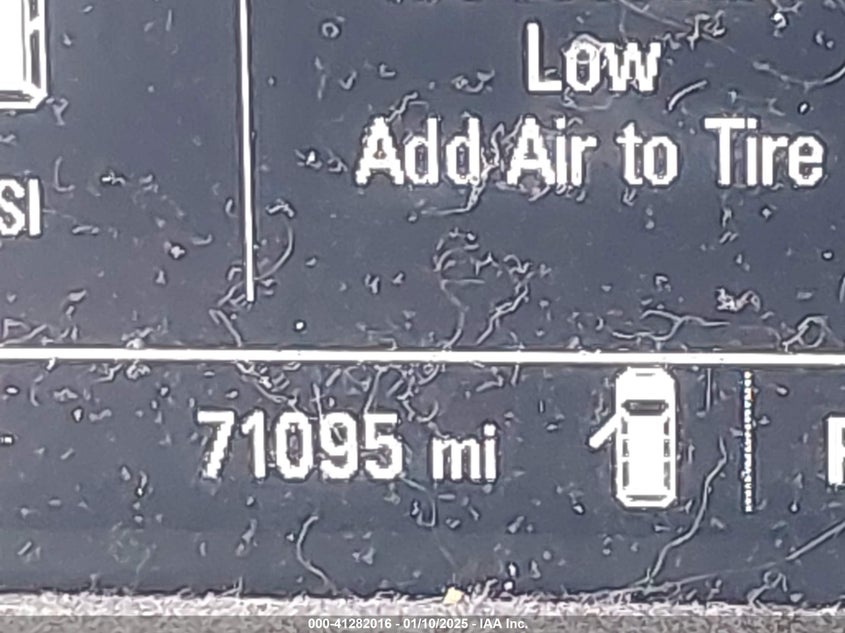 Low
Add Air to Tire
SI
71095 mi
000-41282016 - 01/10/2025 - IAA Inc.